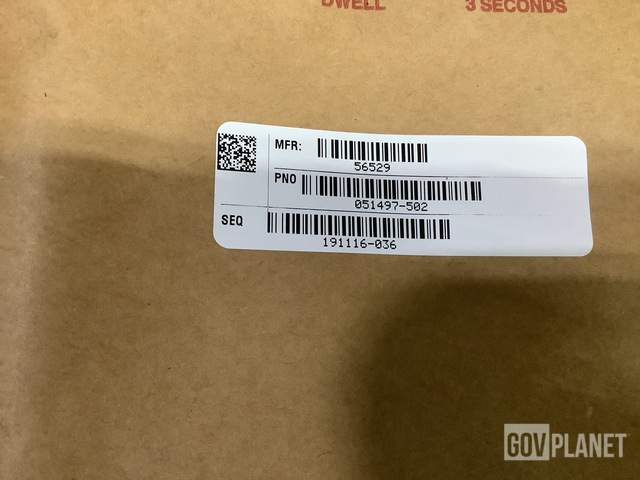 DWELL 3 SECONDS
MFR:
56529
PNO
051497-502
SEQ
191116-036
GOVPLANET